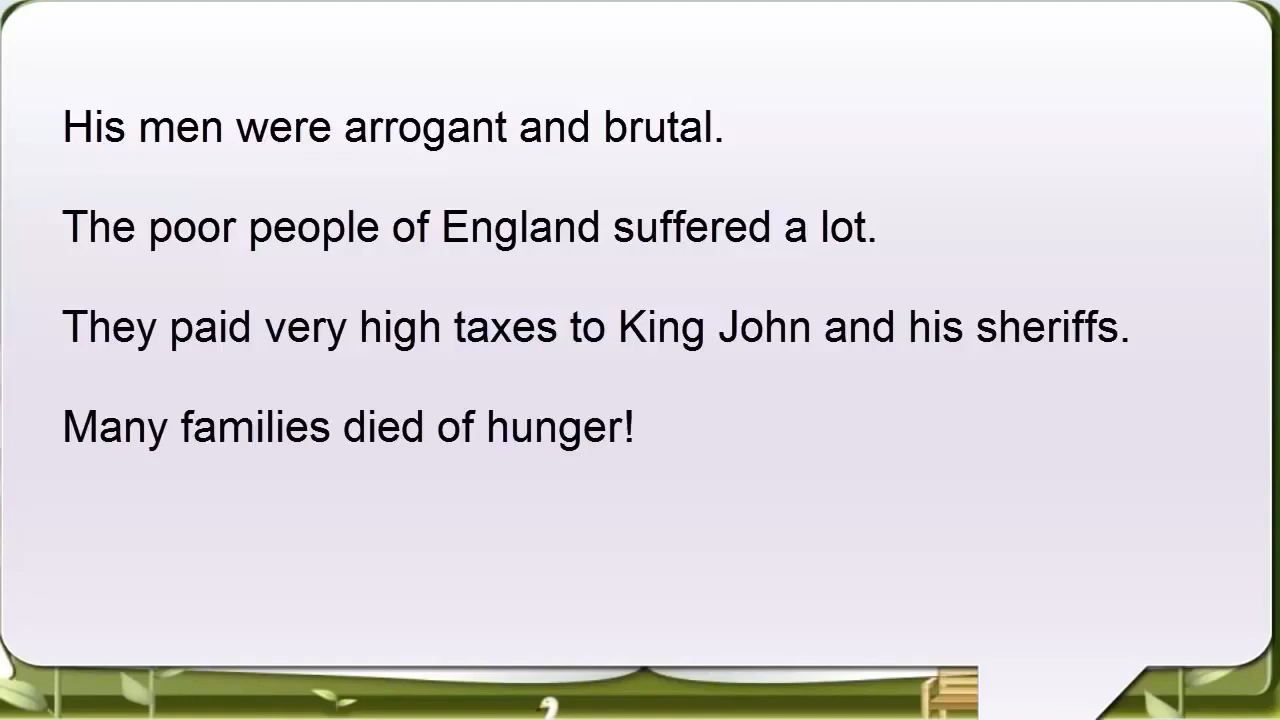 His men were arrogant and brutal.
The poor people of England suffered a lot.
They paid very high taxes to King John and his sheriffs.
Many families died of hunger!